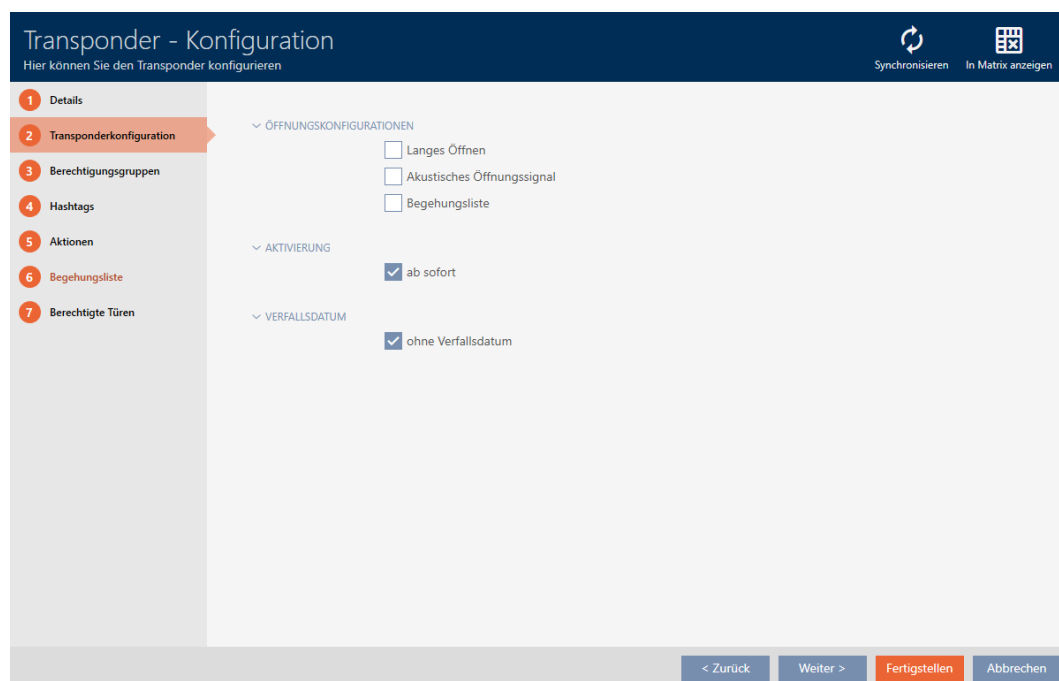 Transponder - Konfiguration
Hier können Sie den Transponder konfigurieren
Synchronisieren
In Matrix anzeigen
1 Details
2 Transponderkonfiguration
3 Berechtigungsgruppen
4 Hashtags
5 Aktionen
6 Begehungsliste
7 Berechtigte Türen
ÖFFNUNGSKONFIGURATIONEN
Langes Öffnen
Akustisches Öffnungssignal
Begehungsliste
AKTIVIERUNG
ab sofort
VERFALLSDATUM
ohne Verfallsdatum
< Zurück
Weiter >
Fertigstellen
Abbrechen